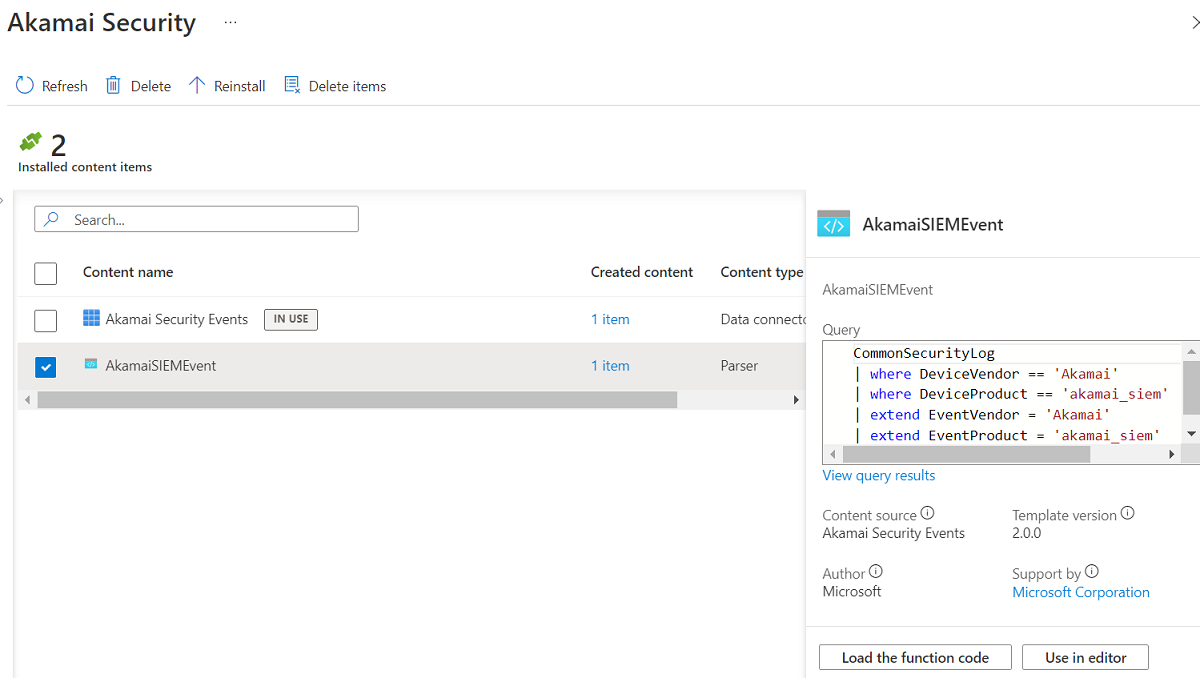 Akamai Security ...
Refresh Delete Reinstall Delete items
2
Installed content items
Search...
Content name Created content Content type
Akamai Security Events IN USE 1 item Data connecto
AkamaiSIEMEvent 1 item Parser
AkamaiSIEMEvent
AkamaiSIEMEvent
Query
CommonSecurityLog
| where DeviceVendor == 'Akamai'
| where DeviceProduct == 'akamai_siem'
| extend EventVendor = 'Akamai'
| extend EventProduct = 'akamai_siem'
View query results
Content source Template version
Akamai Security Events 2.0.0
Author Support by
Microsoft Microsoft Corporation
Load the function code Use in editor